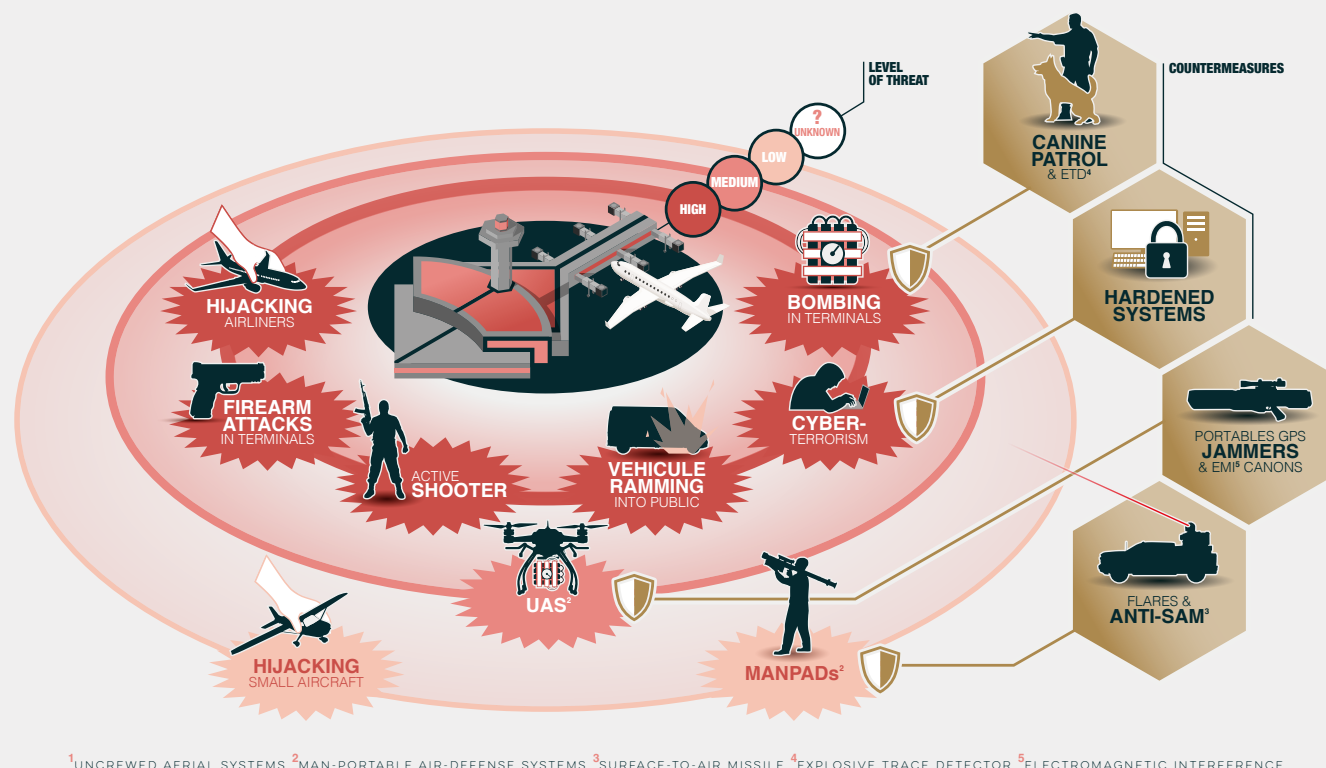 LEVEL
OF THREAT
COUNTERMEASURES
?
UNKNOWN
LOW
MEDIUM
HIGH
CANINE
PATROL
& ETD⁴
HARDENED
SYSTEMS
PORTABLES GPS
JAMMERS
& EMI⁵ CANONS
FLARES &
ANTI-SAM³
HIJACKING
AIRLINERS
BOMBING
IN TERMINALS
FIREARM
ATTACKS
IN TERMINALS
CYBER-
TERRORISM
ACTIVE
SHOOTER
VEHICULE
RAMMING
INTO PUBLIC
UAS²
HIJACKING
SMALL AIRCRAFT
MANPADs²
¹UNCREWED AERIAL SYSTEMS ²MAN-PORTABLE AIR-DEFENSE SYSTEMS ³SURFACE-TO-AIR MISSILE ⁴EXPLOSIVE TRACE DETECTOR ⁵ELECTROMAGNETIC INTERFERENCE